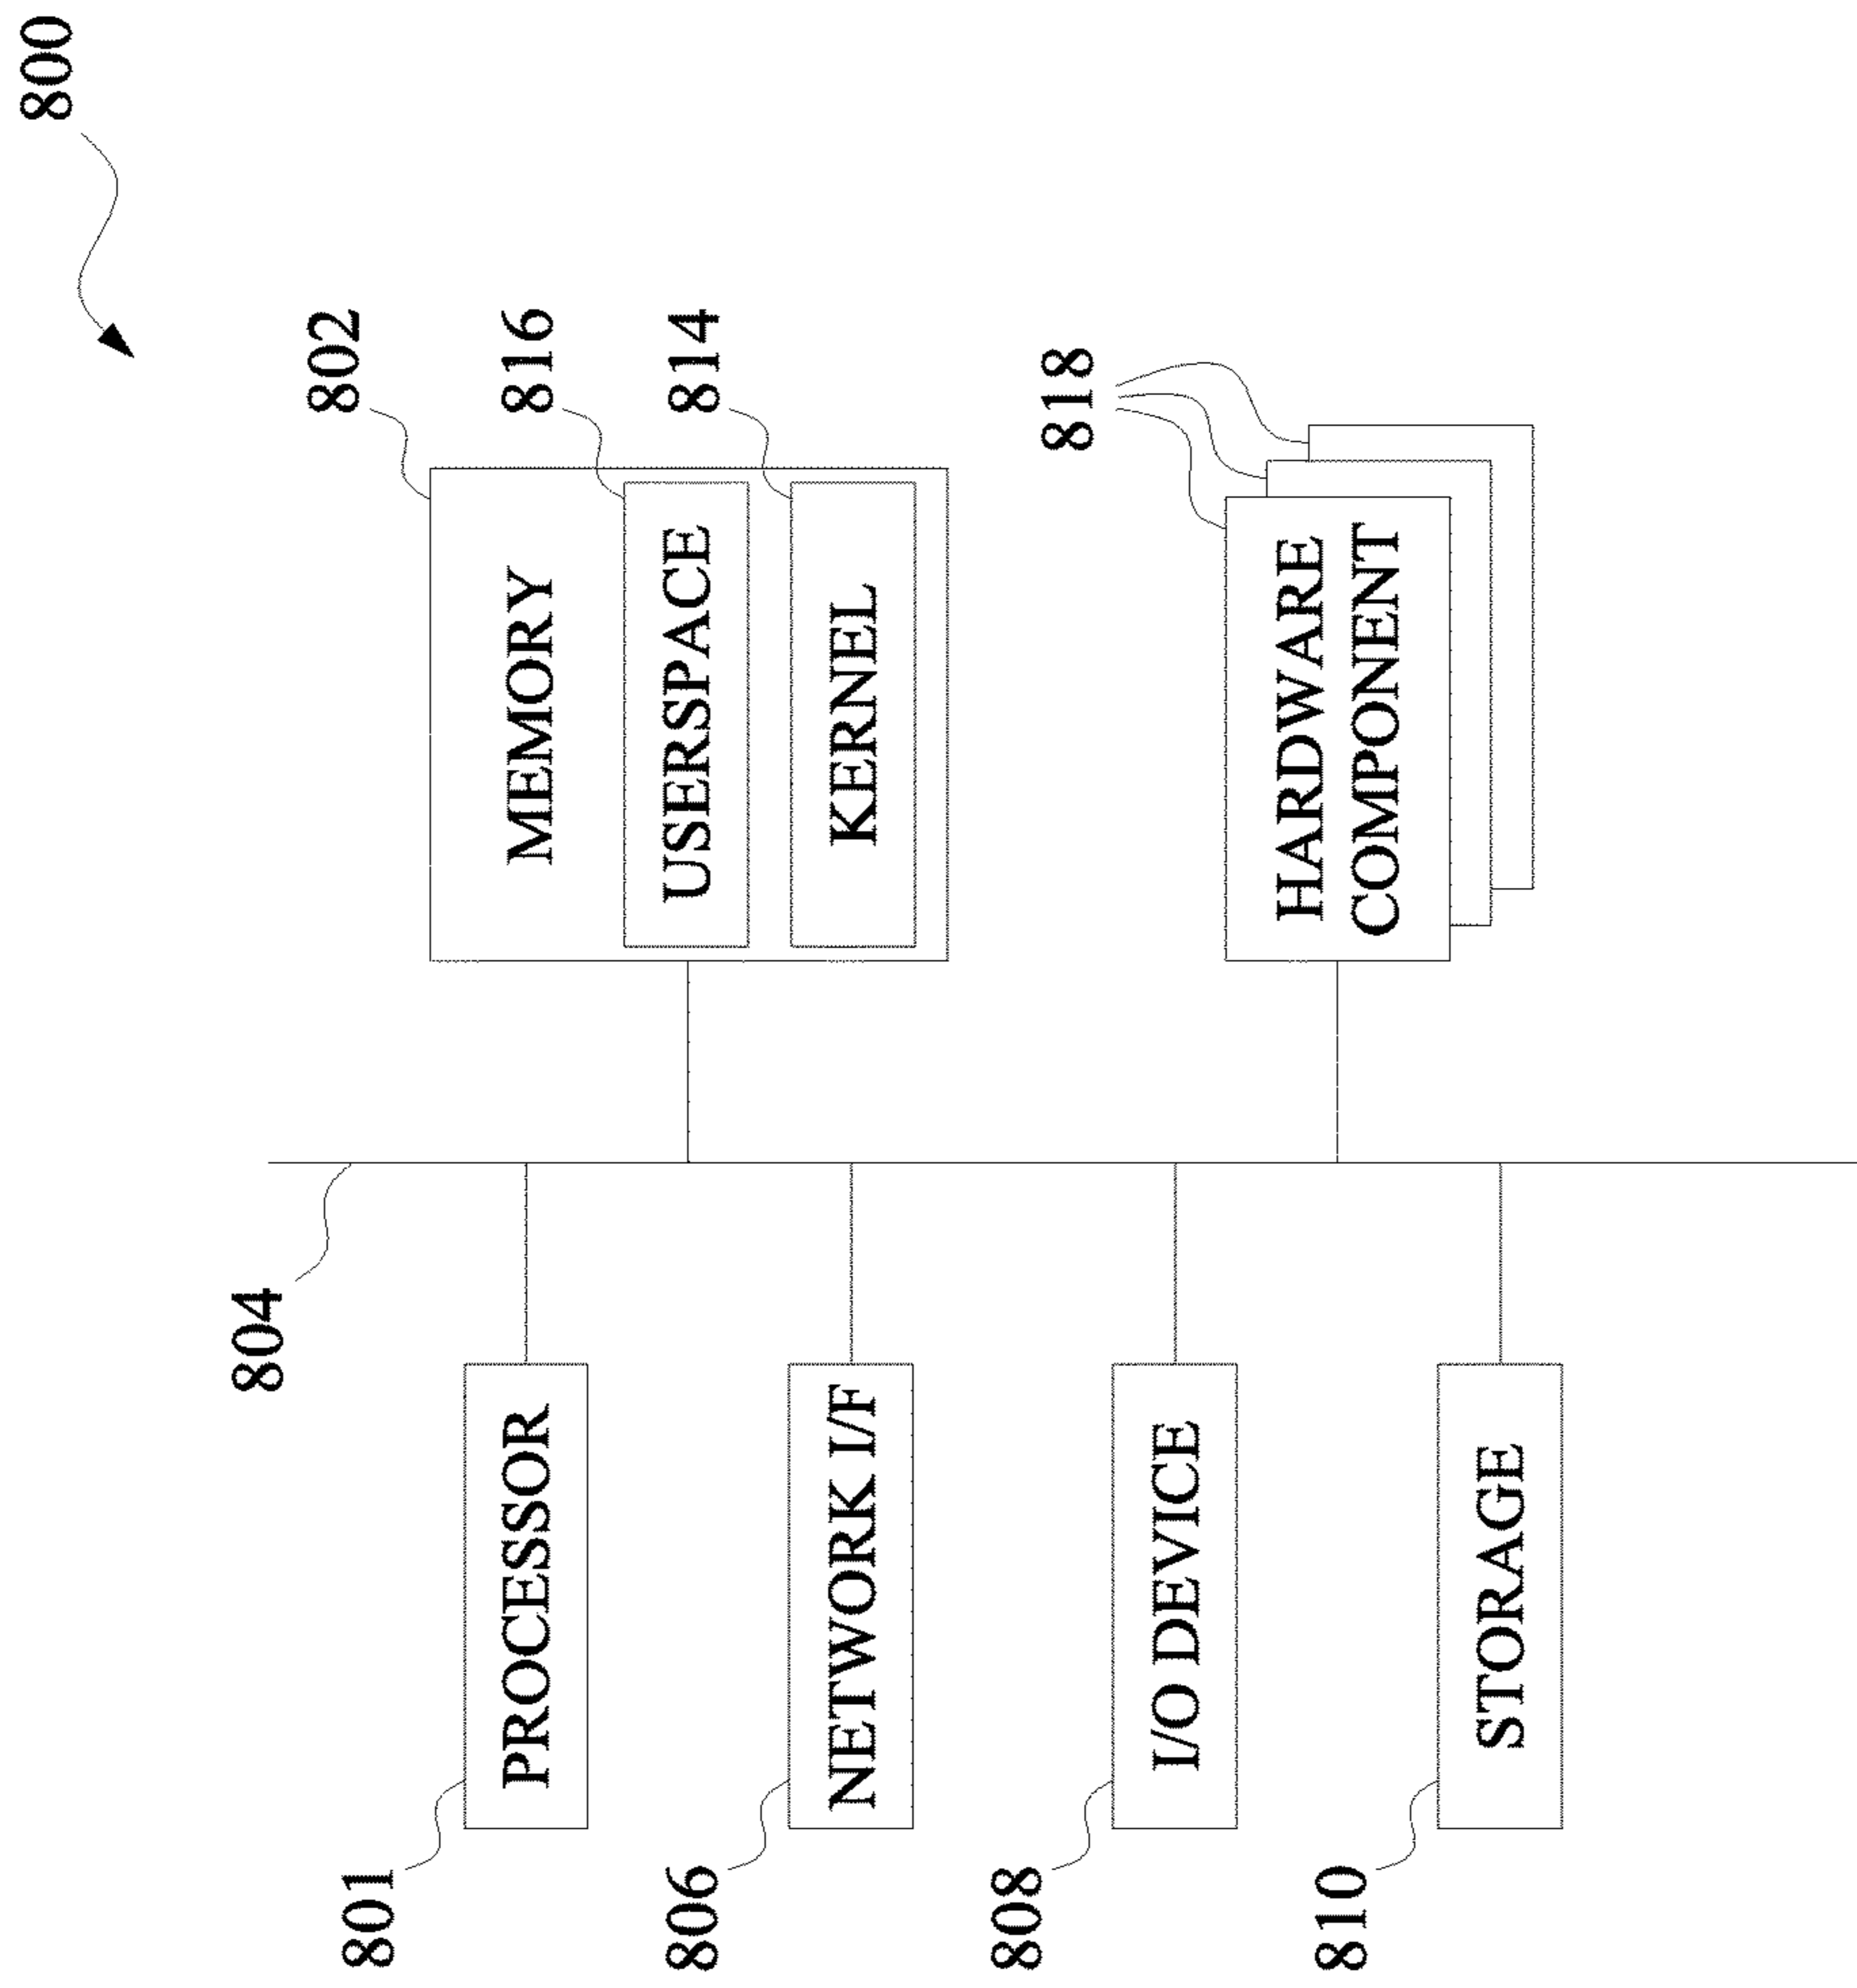 800
802
MEMORY
816
USERSPACE
814
KERNEL
818
HARDWARE
COMPONENT
804
801
PROCESSOR
806
NETWORK I/F
808
I/O DEVICE
810
STORAGE